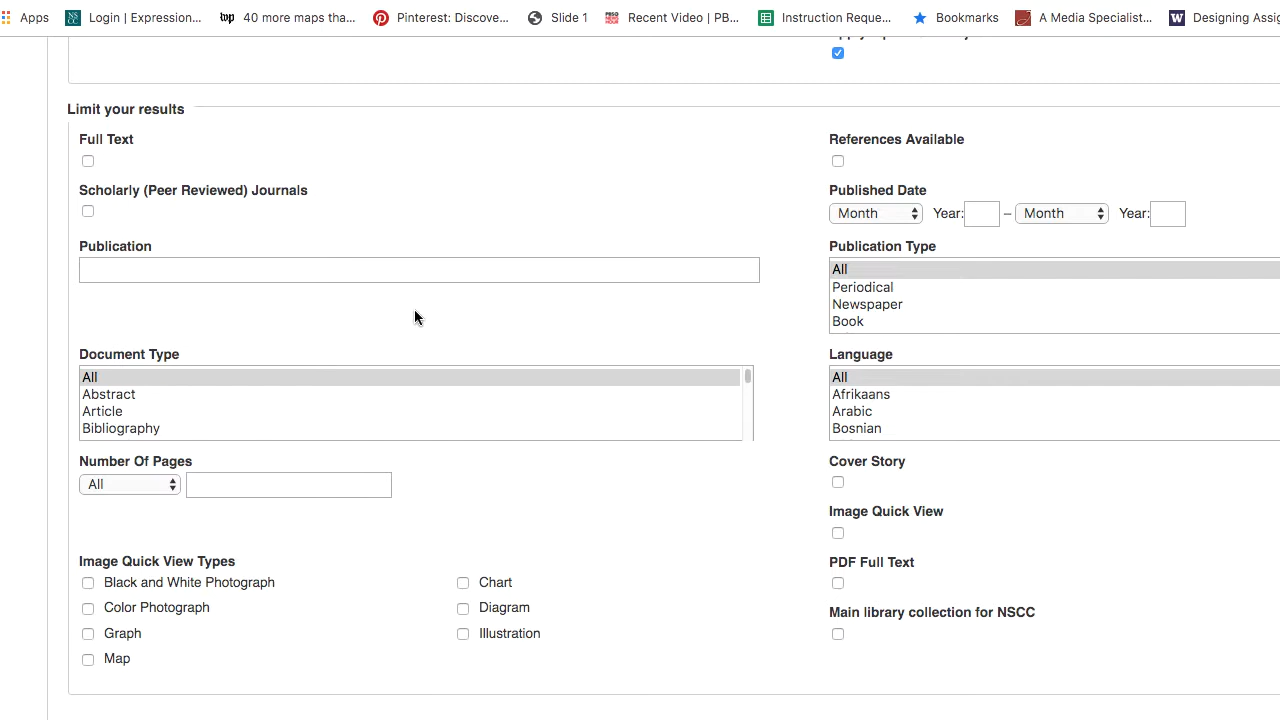 Apps Login | Expression... 40 more maps tha... Pinterest: Discove... Slide 1 Recent Video | PB... Instruction Reque... Bookmarks A Media Specialist... Designing Assig
Limit your results
Full Text
References Available
Scholarly (Peer Reviewed) Journals
Published Date
Month Year: – Month Year:
Publication
Publication Type
All
Periodical
Newspaper
Book
Document Type
All
Abstract
Article
Bibliography
Language
All
Afrikaans
Arabic
Bosnian
Number Of Pages
All
Cover Story
Image Quick View
Image Quick View Types
Black and White Photograph
Chart
Color Photograph
Diagram
Graph
Illustration
Map
PDF Full Text
Main library collection for NSCC